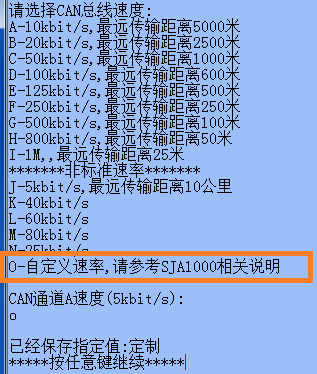 请选择CAN总线速度:
A-10kbit/s,最远传输距离5000米
B-20kbit/s,最远传输距离2500米
C-50kbit/s,最远传输距离1000米
D-100kbit/s,最远传输距离600米
E-125kbit/s,最远传输距离500米
F-250kbit/s,最远传输距离250米
G-500kbit/s,最远传输距离100米
H-800kbit/s,最远传输距离50米
I-1M,,最远传输距离25米
*******非标准速率*******
J-5kbit/s,最远传输距离10公里
K-40kbit/s
L-60kbit/s
M-80kbit/s
N-25kbit/s
O-自定义速率,请参考SJA1000相关说明
CAN通道A速度(5kbit/s):
o
已经保存指定值:定制
*****按任意键继续*****